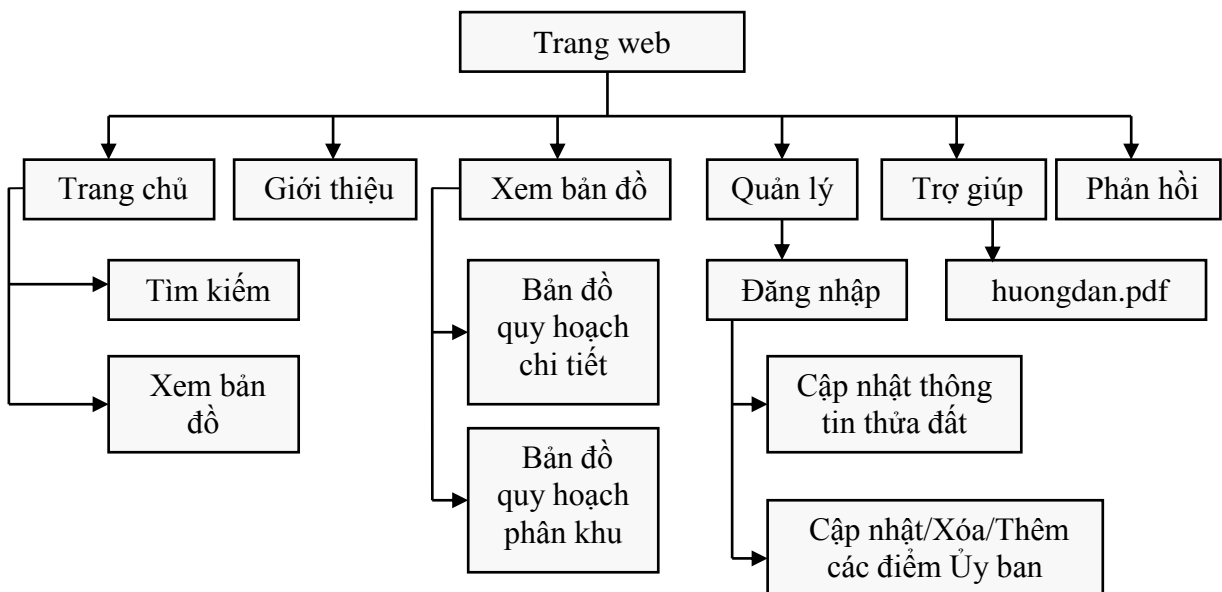 Trang web
Trang chủ
Giới thiệu
Xem bản đồ
Quản lý
Trợ giúp
Phản hồi
Tìm kiếm
Xem bản
đồ
Bản đồ
quy hoạch
chi tiết
Bản đồ
quy hoạch
phân khu
Đăng nhập
huongdan.pdf
Cập nhật thông
tin thửa đất
Cập nhật/Xóa/Thêm
các điểm Ủy ban